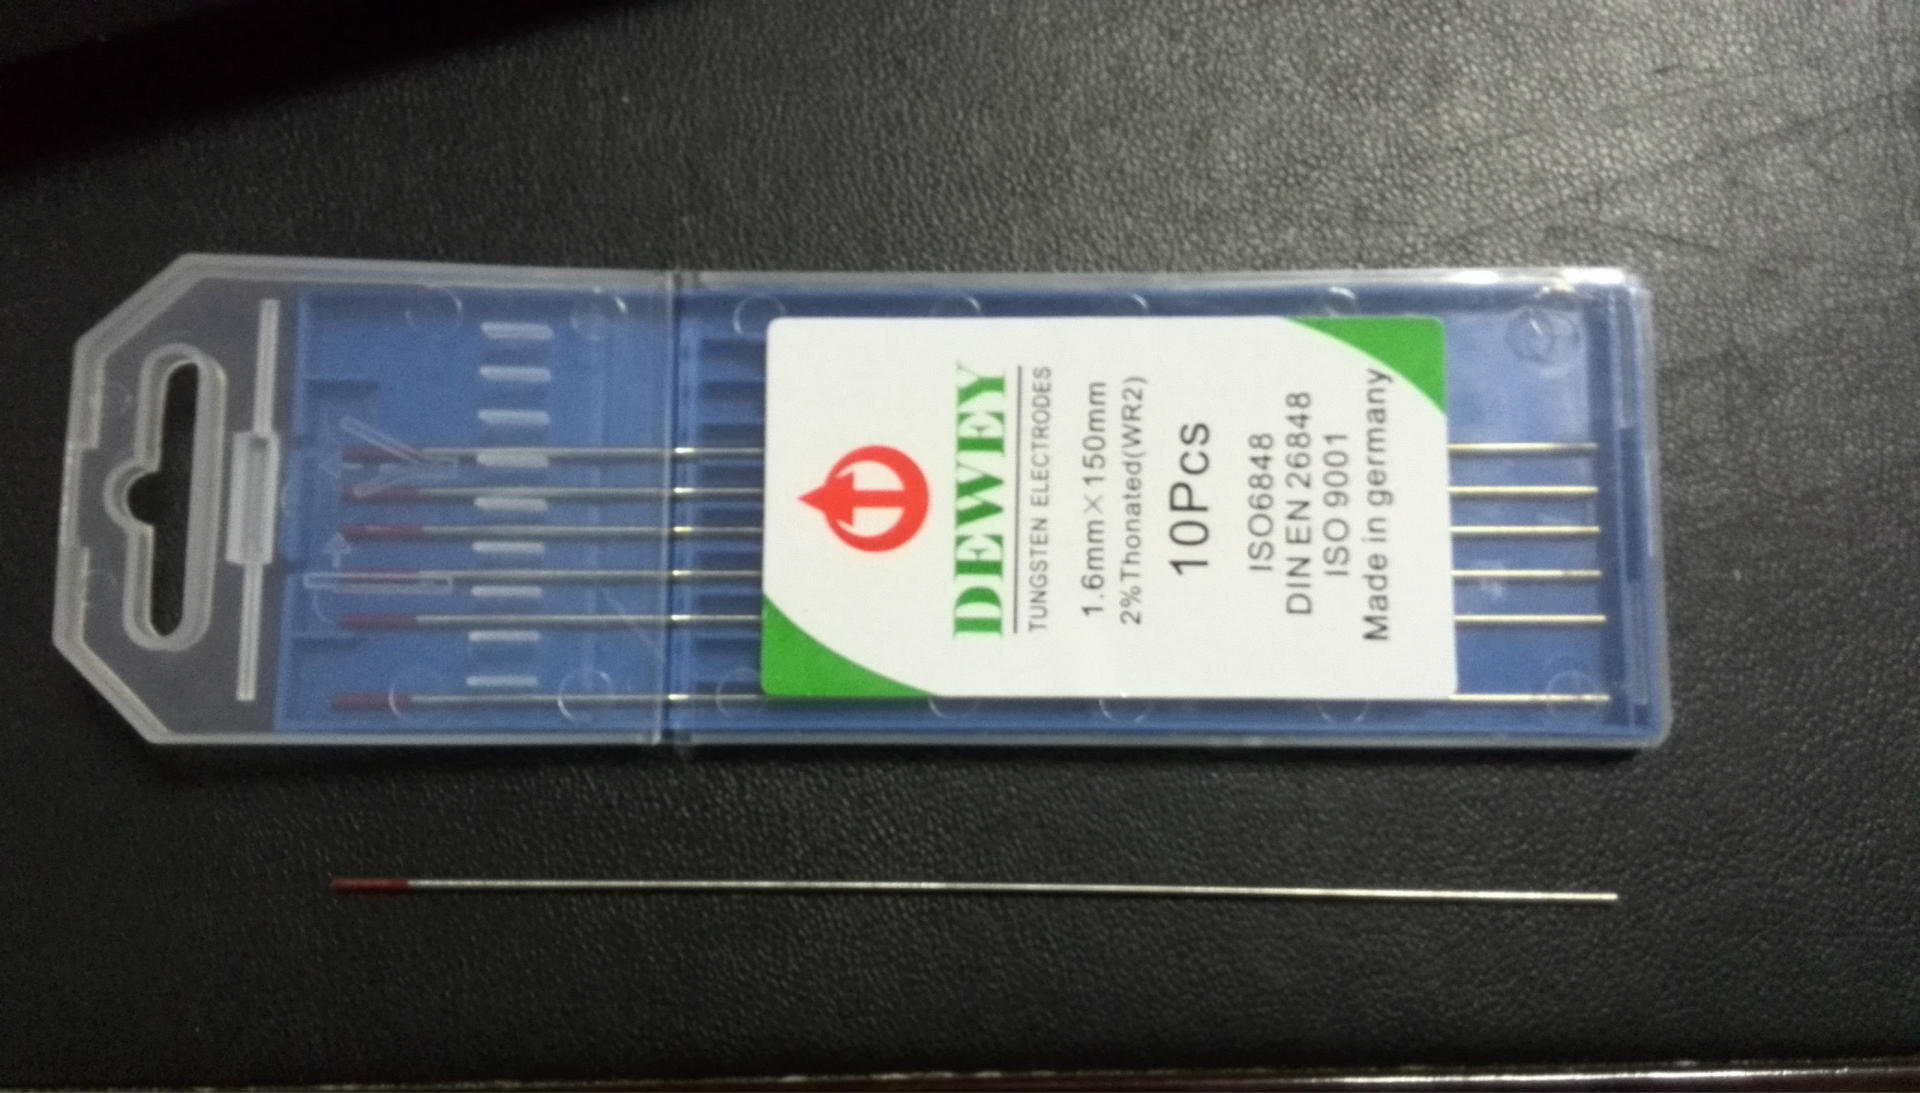 DEWEY
TUNGSTEN ELECTRODES
1.6mm×150mm
2%Thonated(WR2)
10Pcs
ISO6848
DIN EN 26848
ISO 9001
Made in germany